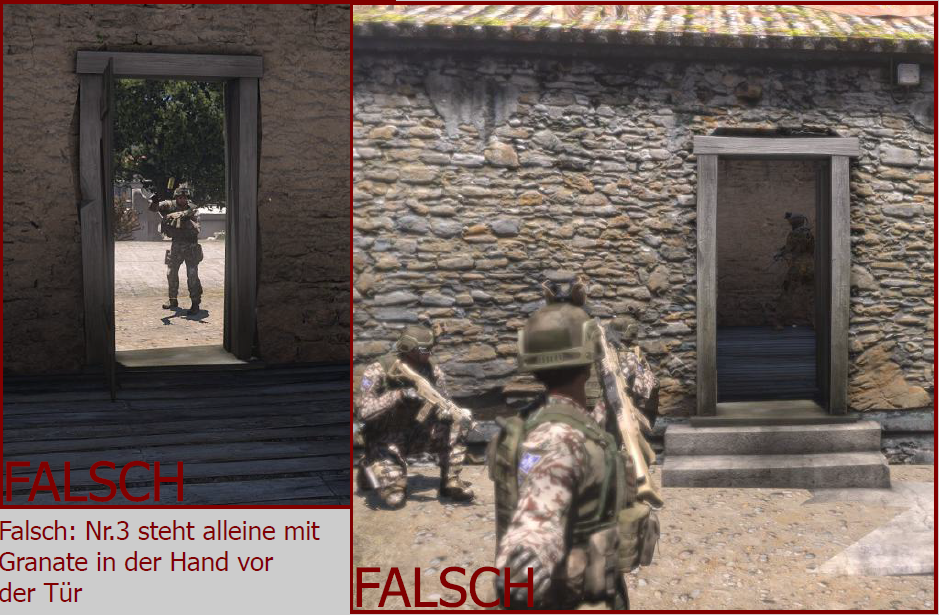 FALSCH
Falsch: Nr.3 steht alleine mit
Granate in der Hand vor
der Tür
FALSCH